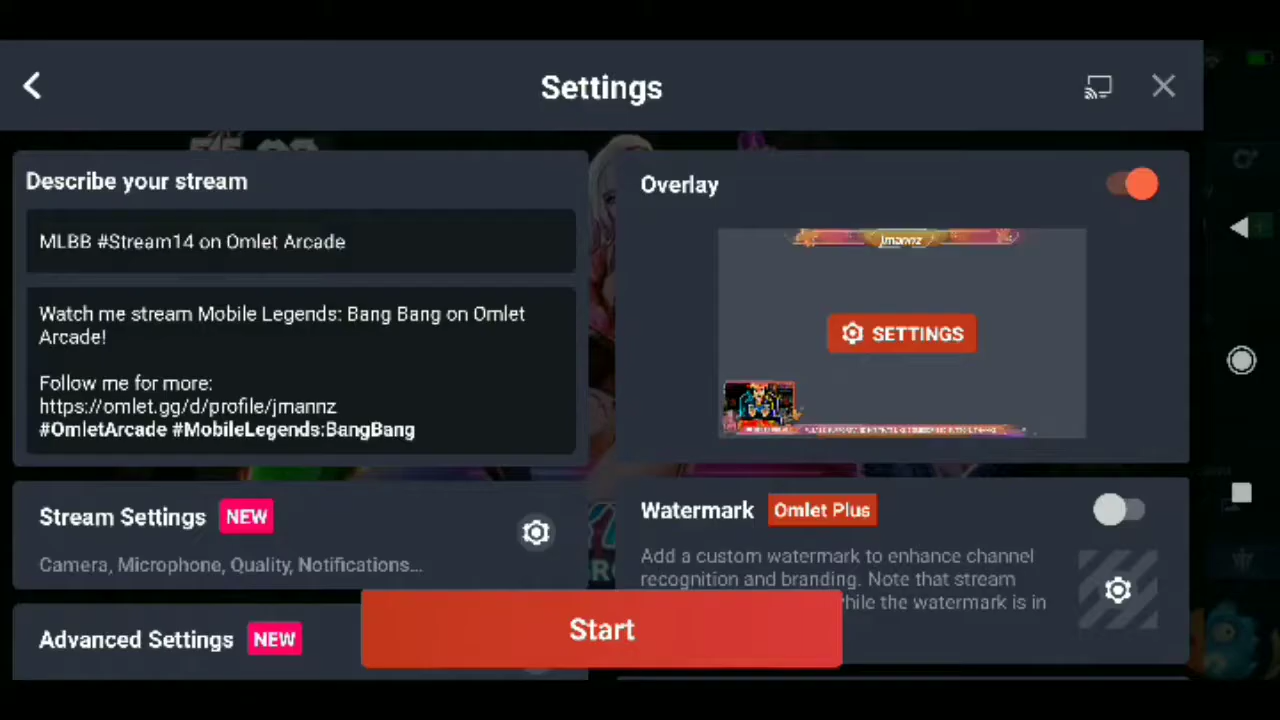 Settings
Describe your stream
MLBB #Stream14 on Omlet Arcade
Watch me stream Mobile Legends: Bang Bang on Omlet
Arcade!
Follow me for more:
https://omlet.gg/d/profile/jmannz
#OmletArcade #MobileLegends:BangBang
Stream Settings NEW
Camera, Microphone, Quality, Notifications...
Advanced Settings NEW
Overlay
jmannz
SETTINGS
Watermark Omlet Plus
Add a custom watermark to enhance channel
recognition and branding. Note that stream
while the watermark is in
Start